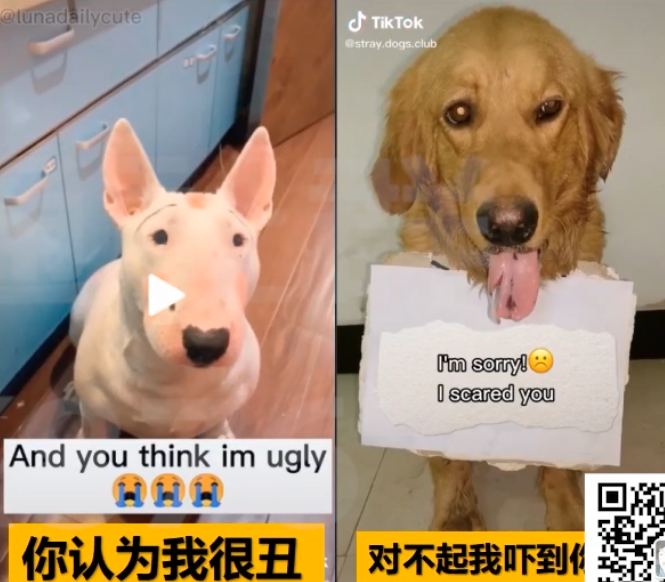 @lunadailycute
And you think im ugly
😭😭😭
你认为我很丑
TikTok
@stray.dogs.club
I'm sorry!☹️
I scared you
对不起我吓到